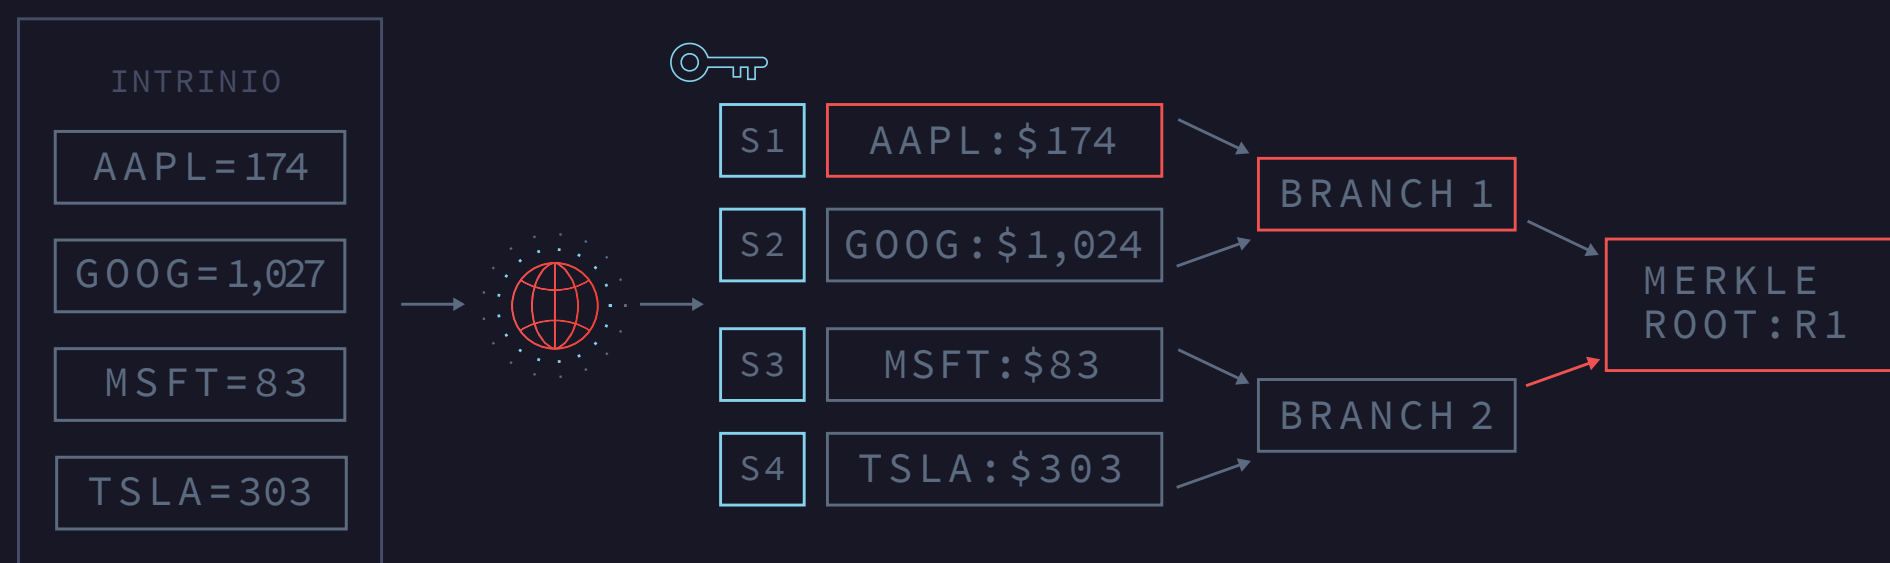 INTRINIO
AAPL=174
GOOG=1,027
MSFT=83
TSLA=303
S1 AAPL:$174
S2 GOOG:$1,024
S3 MSFT:$83
S4 TSLA:$303
BRANCH 1
BRANCH 2
MERKLE
ROOT:R1